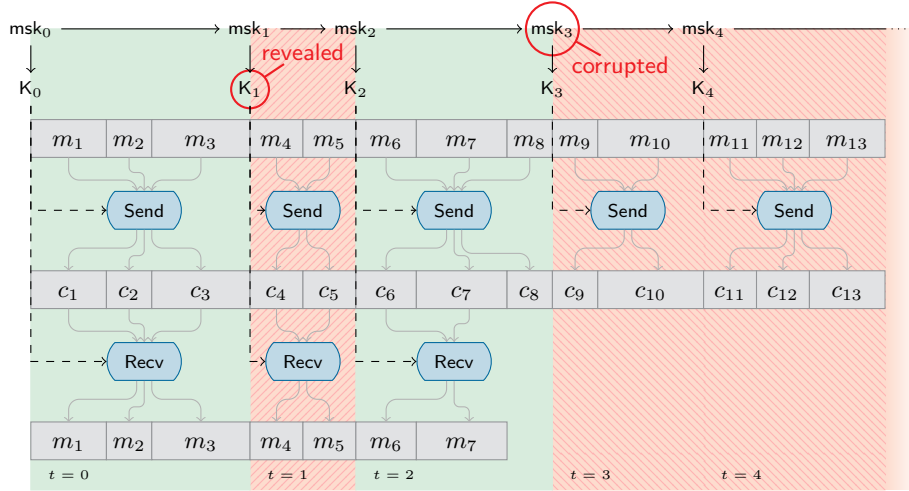 msk₀ msk₁ msk₂ msk₃ msk₄ ...
revealed
corrupted
K₀ K₁ K₂ K₃ K₄
m₁ m₂ m₃ m₄ m₅ m₆ m₇ m₈ m₉ m₁₀ m₁₁ m₁₂ m₁₃
Send Send Send Send Send
c₁ c₂ c₃ c₄ c₅ c₆ c₇ c₈ c₉ c₁₀ c₁₁ c₁₂ c₁₃
Recv Recv Recv
m₁ m₂ m₃ m₄ m₅ m₆ m₇
t = 0 t = 1 t = 2 t = 3 t = 4